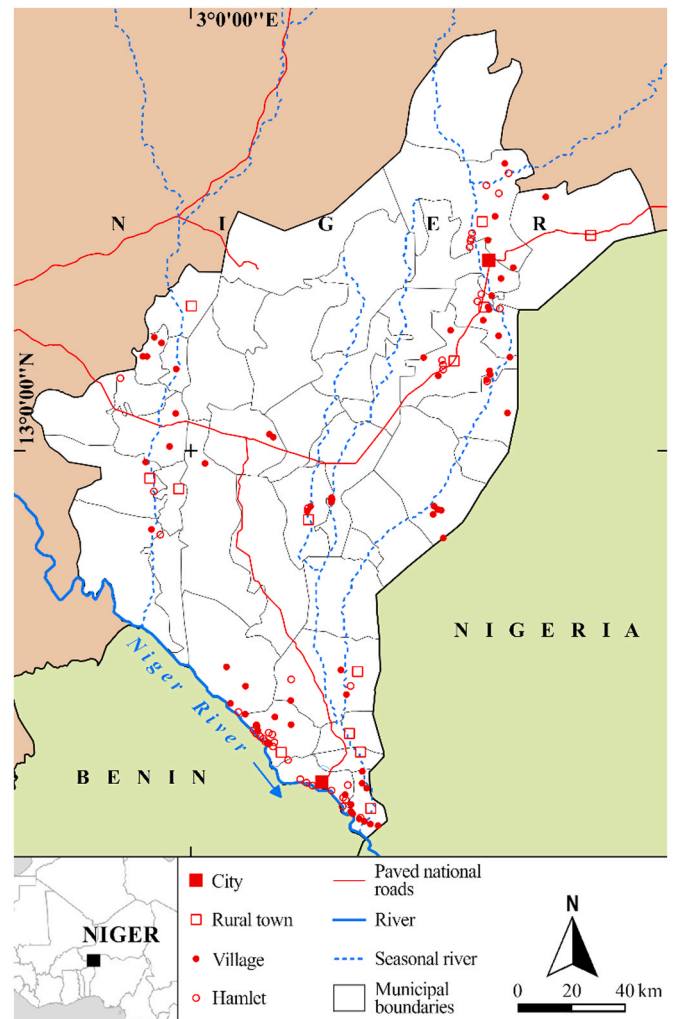 3°0'00"E
N I G E R
13°0'00"N
NIGERIA
Niger River
BENIN
NIGER
City
Rural town
Village
Hamlet
Paved national
roads
River
Seasonal river
Municipal
boundaries
N
0 20 40 km